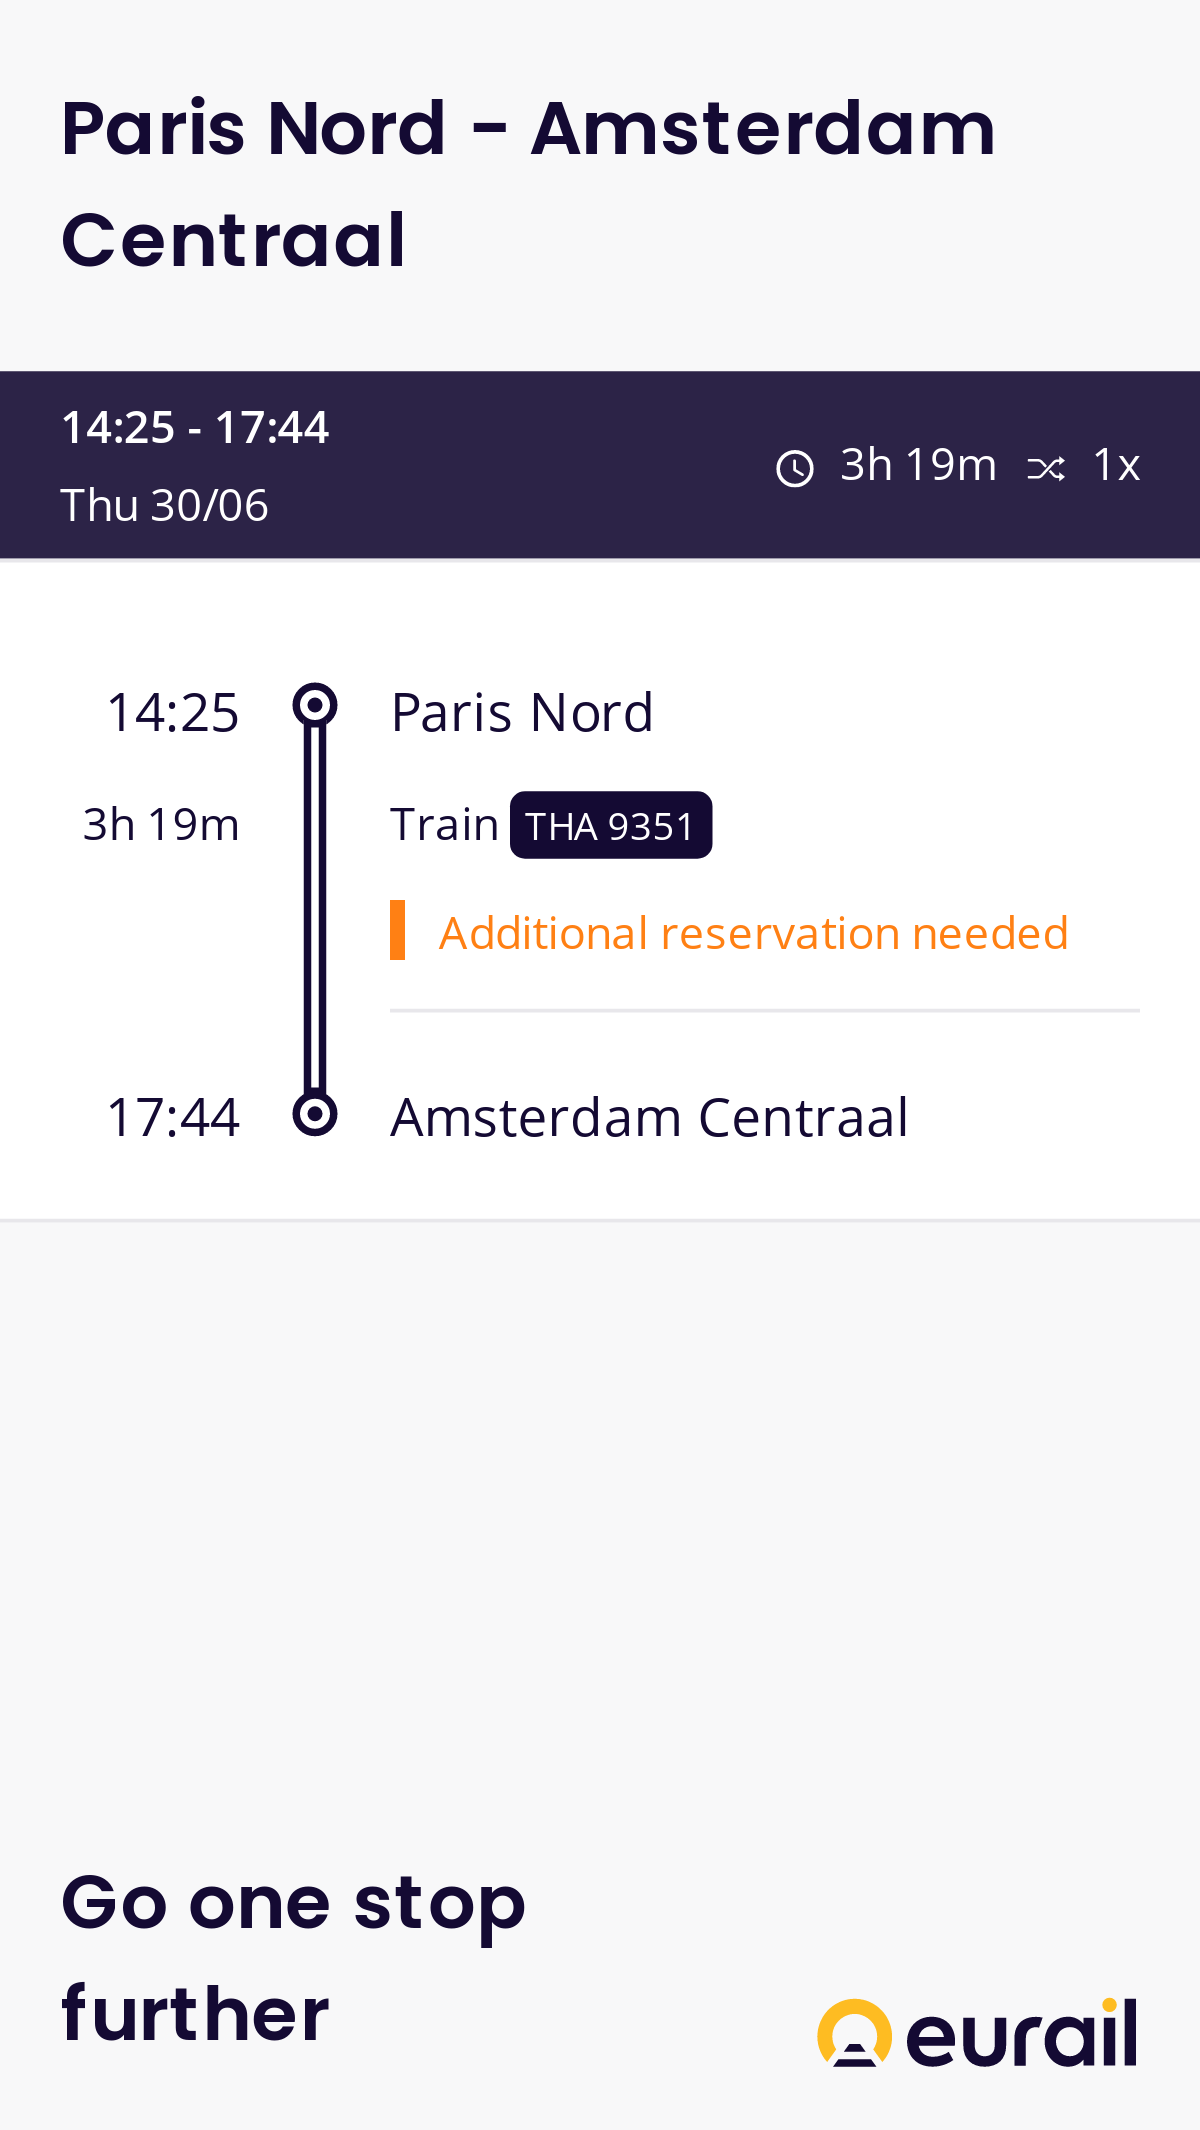 Paris Nord - Amsterdam
Centraal
14:25 - 17:44
Thu 30/06
3h 19m 1x
14:25 Paris Nord
3h 19m Train THA 9351
Additional reservation needed
17:44 Amsterdam Centraal
Go one stop
further
eurail